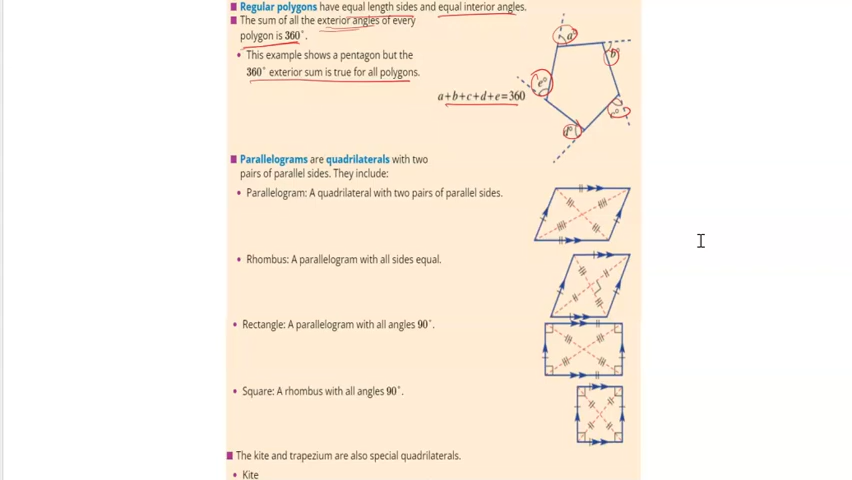 Regular polygons have equal length sides and equal interior angles.
The sum of all the exterior angles of every
polygon is 360°.
• This example shows a pentagon but the
360° exterior sum is true for all polygons.
a+b+c+d+e=360
a°
b°
c°
d°
e°
Parallelograms are quadrilaterals with two
pairs of parallel sides. They include:
• Parallelogram: A quadrilateral with two pairs of parallel sides.
• Rhombus: A parallelogram with all sides equal.
• Rectangle: A parallelogram with all angles 90°.
• Square: A rhombus with all angles 90°.
The kite and trapezium are also special quadrilaterals.
• Kite